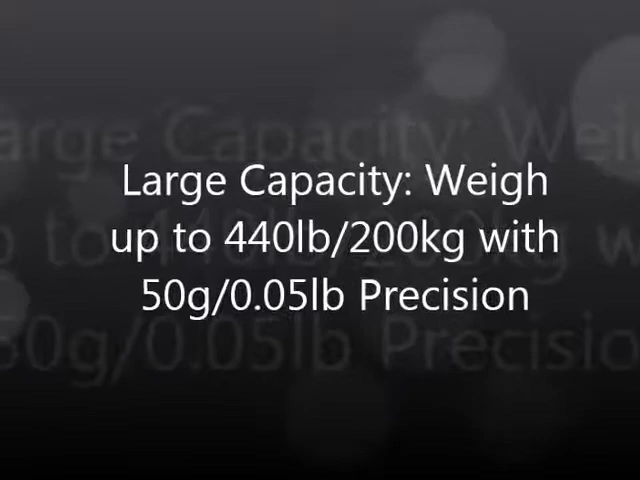 Large Capacity: Weigh
up to 440lb/200kg with
50g/0.05lb Precision